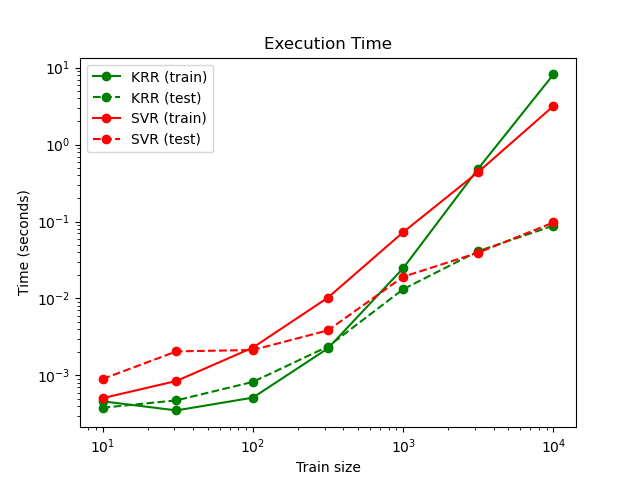 Execution Time
KRR (train)
KRR (test)
SVR (train)
SVR (test)
Time (seconds)
10¹
10⁰
10⁻¹
10⁻²
10⁻³
10¹
10²
10³
10⁴
Train size